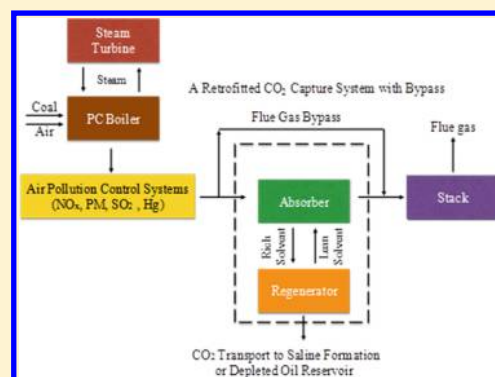 Steam
Turbine
Steam
Coal
Air
PC Boiler
A Retrofitted CO₂ Capture System with Bypass
Flue Gas Bypass
Flue gas
Air Pollution Control Systems
(NOₓ, PM, SO₂ , Hg)
Absorber
Stack
Rich
Solvent
Lean
Solvent
Regenerator
CO₂ Transport to Saline Formation
or Depleted Oil Reservoir